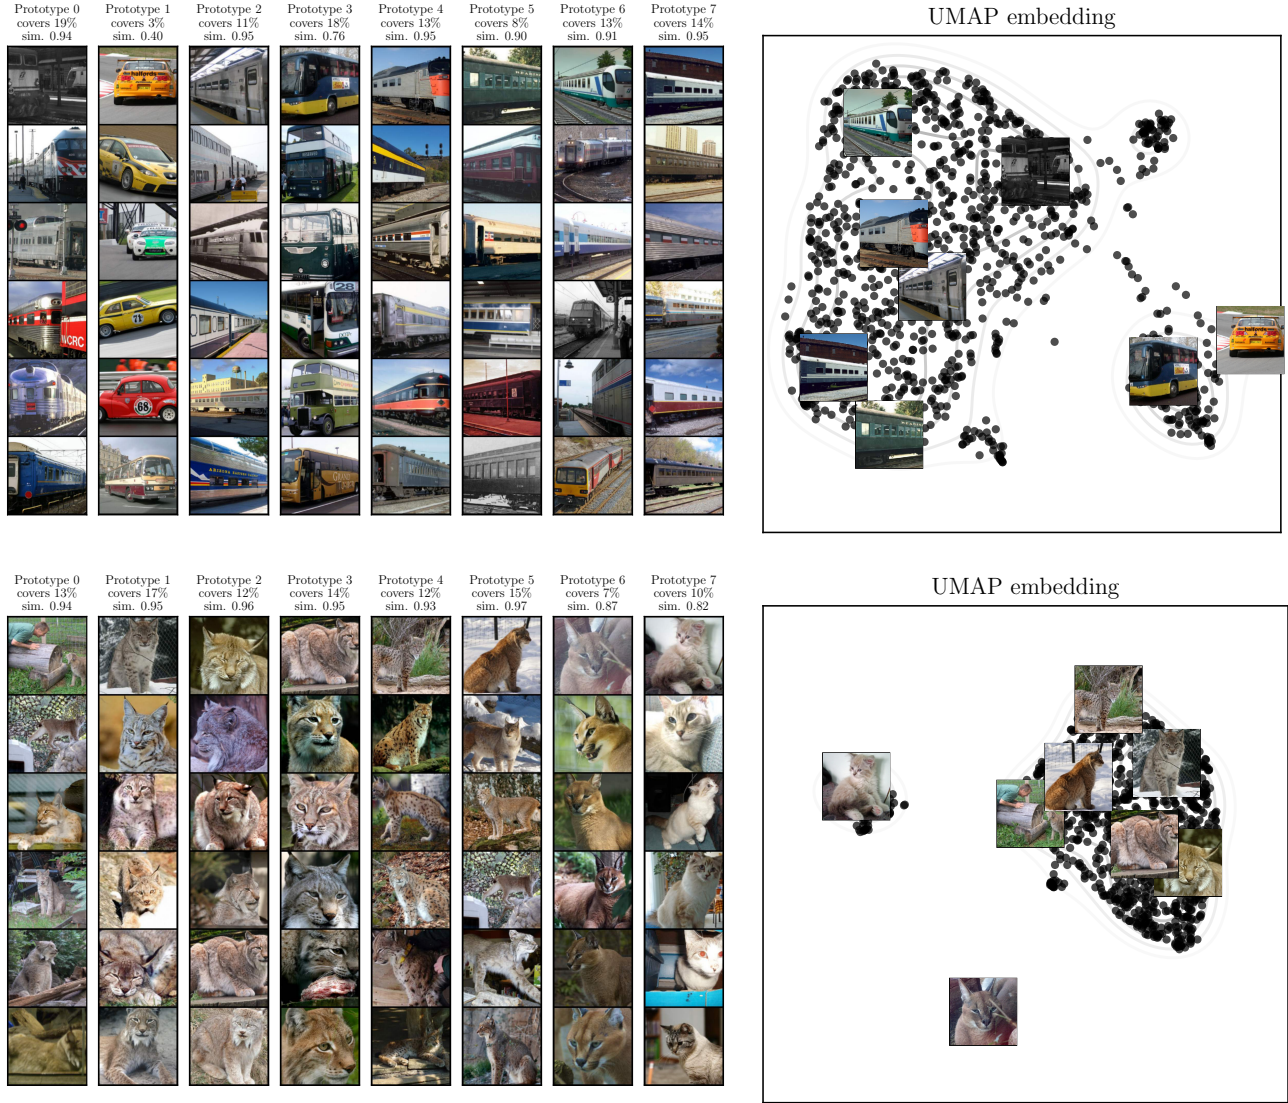 Prototype 0
covers 19%
sim. 0.94
Prototype 1
covers 3%
sim. 0.40
Prototype 2
covers 11%
sim. 0.95
Prototype 3
covers 18%
sim. 0.76
Prototype 4
covers 13%
sim. 0.95
Prototype 5
covers 8%
sim. 0.90
Prototype 6
covers 13%
sim. 0.91
Prototype 7
covers 14%
sim. 0.95
UMAP embedding
halfords
28
CRC
68
halfords
Prototype 0
covers 13%
sim. 0.94
Prototype 1
covers 17%
sim. 0.95
Prototype 2
covers 12%
sim. 0.96
Prototype 3
covers 14%
sim. 0.95
Prototype 4
covers 12%
sim. 0.93
Prototype 5
covers 15%
sim. 0.97
Prototype 6
covers 7%
sim. 0.87
Prototype 7
covers 10%
sim. 0.82
UMAP embedding